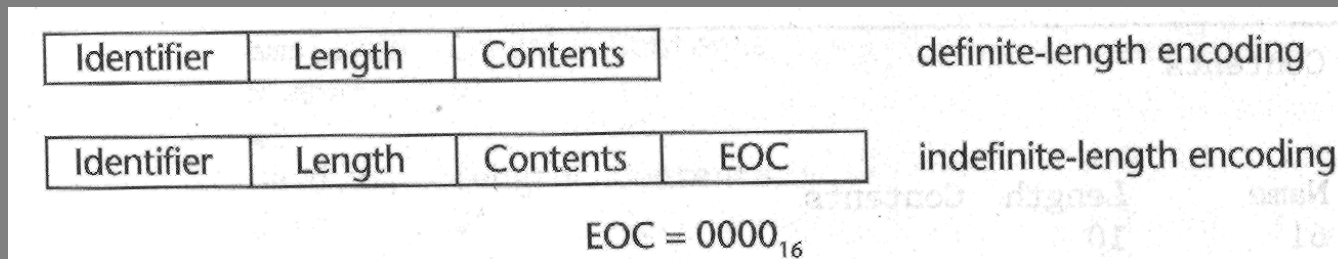 Identifier Length Contents definite-length encoding
Identifier Length Contents EOC indefinite-length encoding
EOC = 0000₁₆